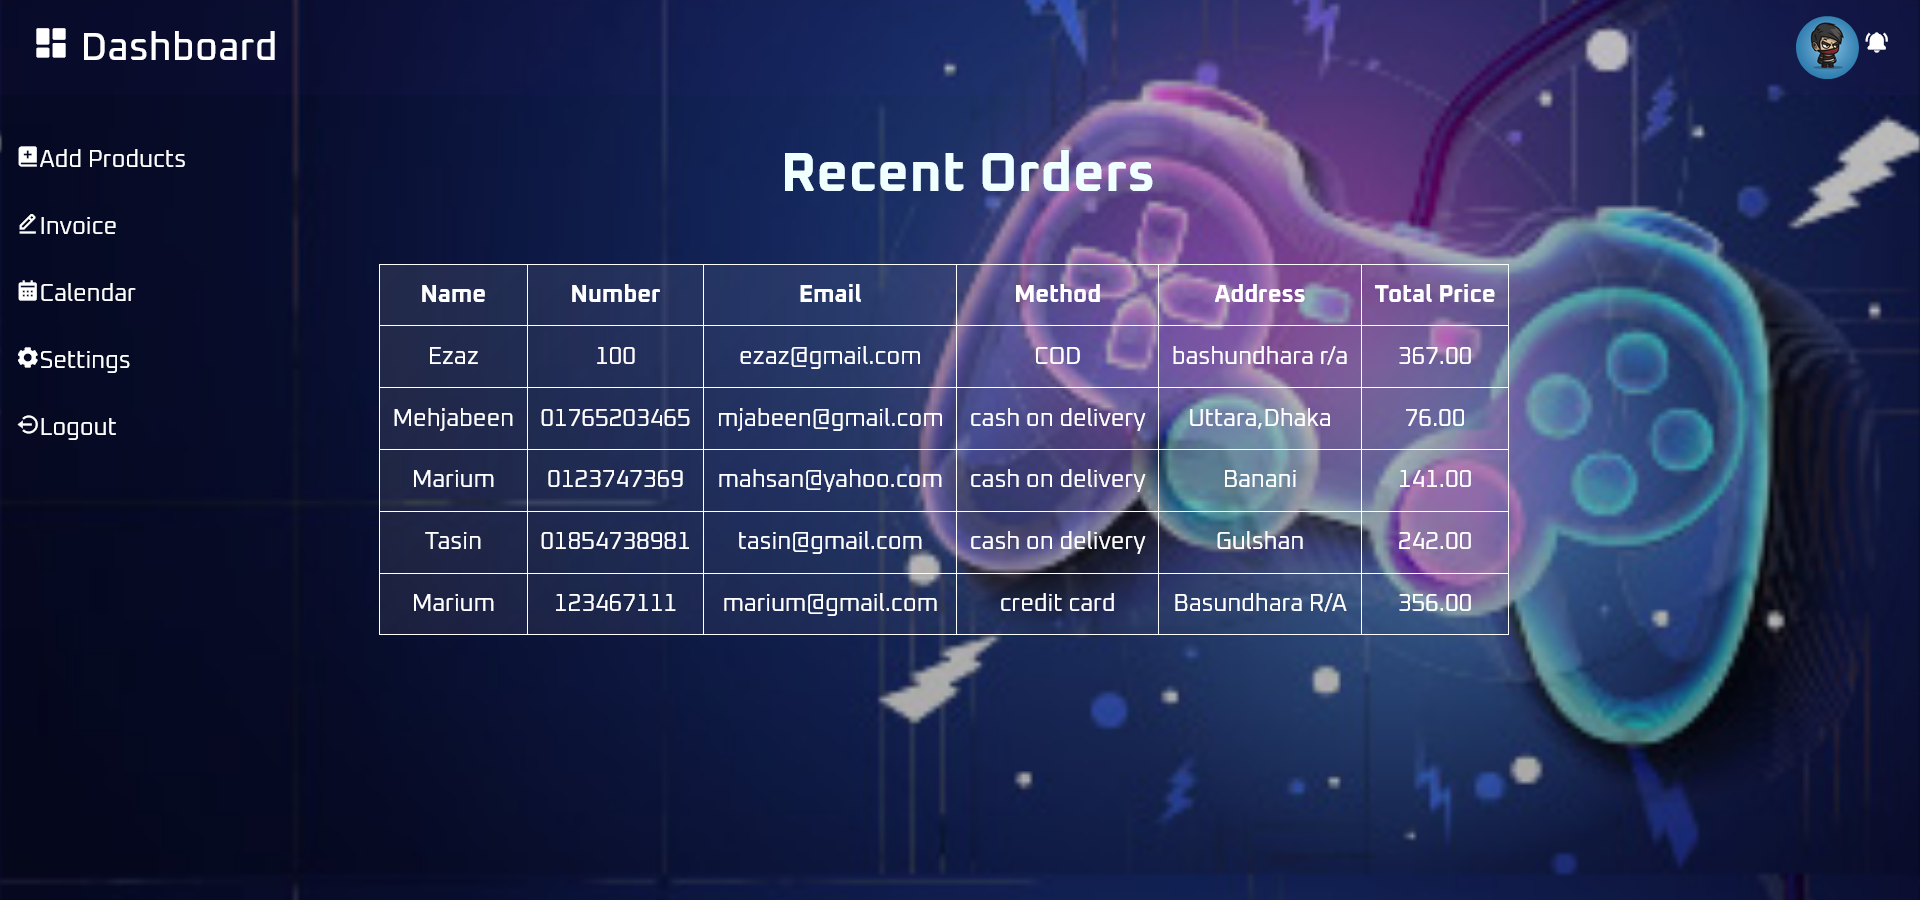 Dashboard
Add Products
Invoice
Calendar
Settings
Logout
Recent Orders
Name Number Email Method Address Total Price
Ezaz 100 ezaz@gmail.com COD bashundhara r/a 367.00
Mehjabeen 01765203465 mjabeen@gmail.com cash on delivery Uttara,Dhaka 76.00
Marium 0123747369 mahsan@yahoo.com cash on delivery Banani 141.00
Tasin 01854738981 tasin@gmail.com cash on delivery Gulshan 242.00
Marium 123467111 marium@gmail.com credit card Basundhara R/A 356.00